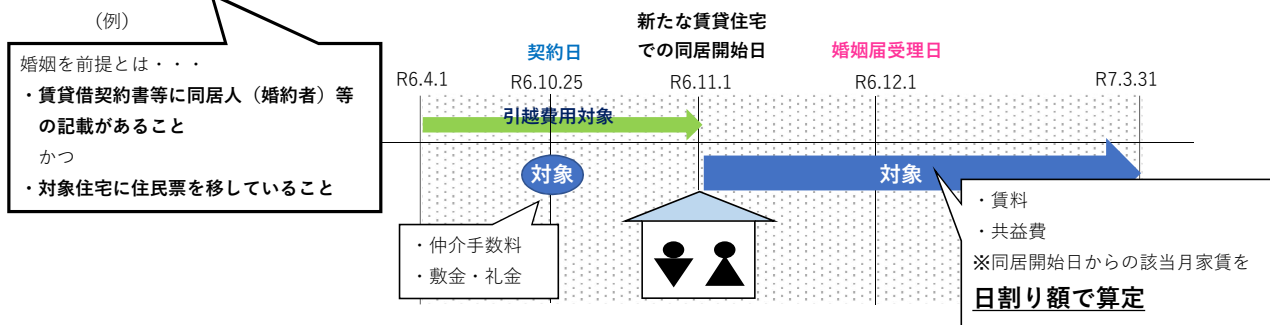 (例)
婚姻を前提とは・・・
・賃貸借契約書等に同居人（婚約者）等
の記載があること
かつ
・対象住宅に住民票を移していること
新たな賃貸住宅
での同居開始日
契約日
婚姻届受理日
R6.4.1
R6.10.25
R6.11.1
R6.12.1
R7.3.31
引越費用対象
対象
対象
・仲介手数料
・敷金・礼金
・賃料
・共益費
※同居開始日からの該当月家賃を
日割り額で算定